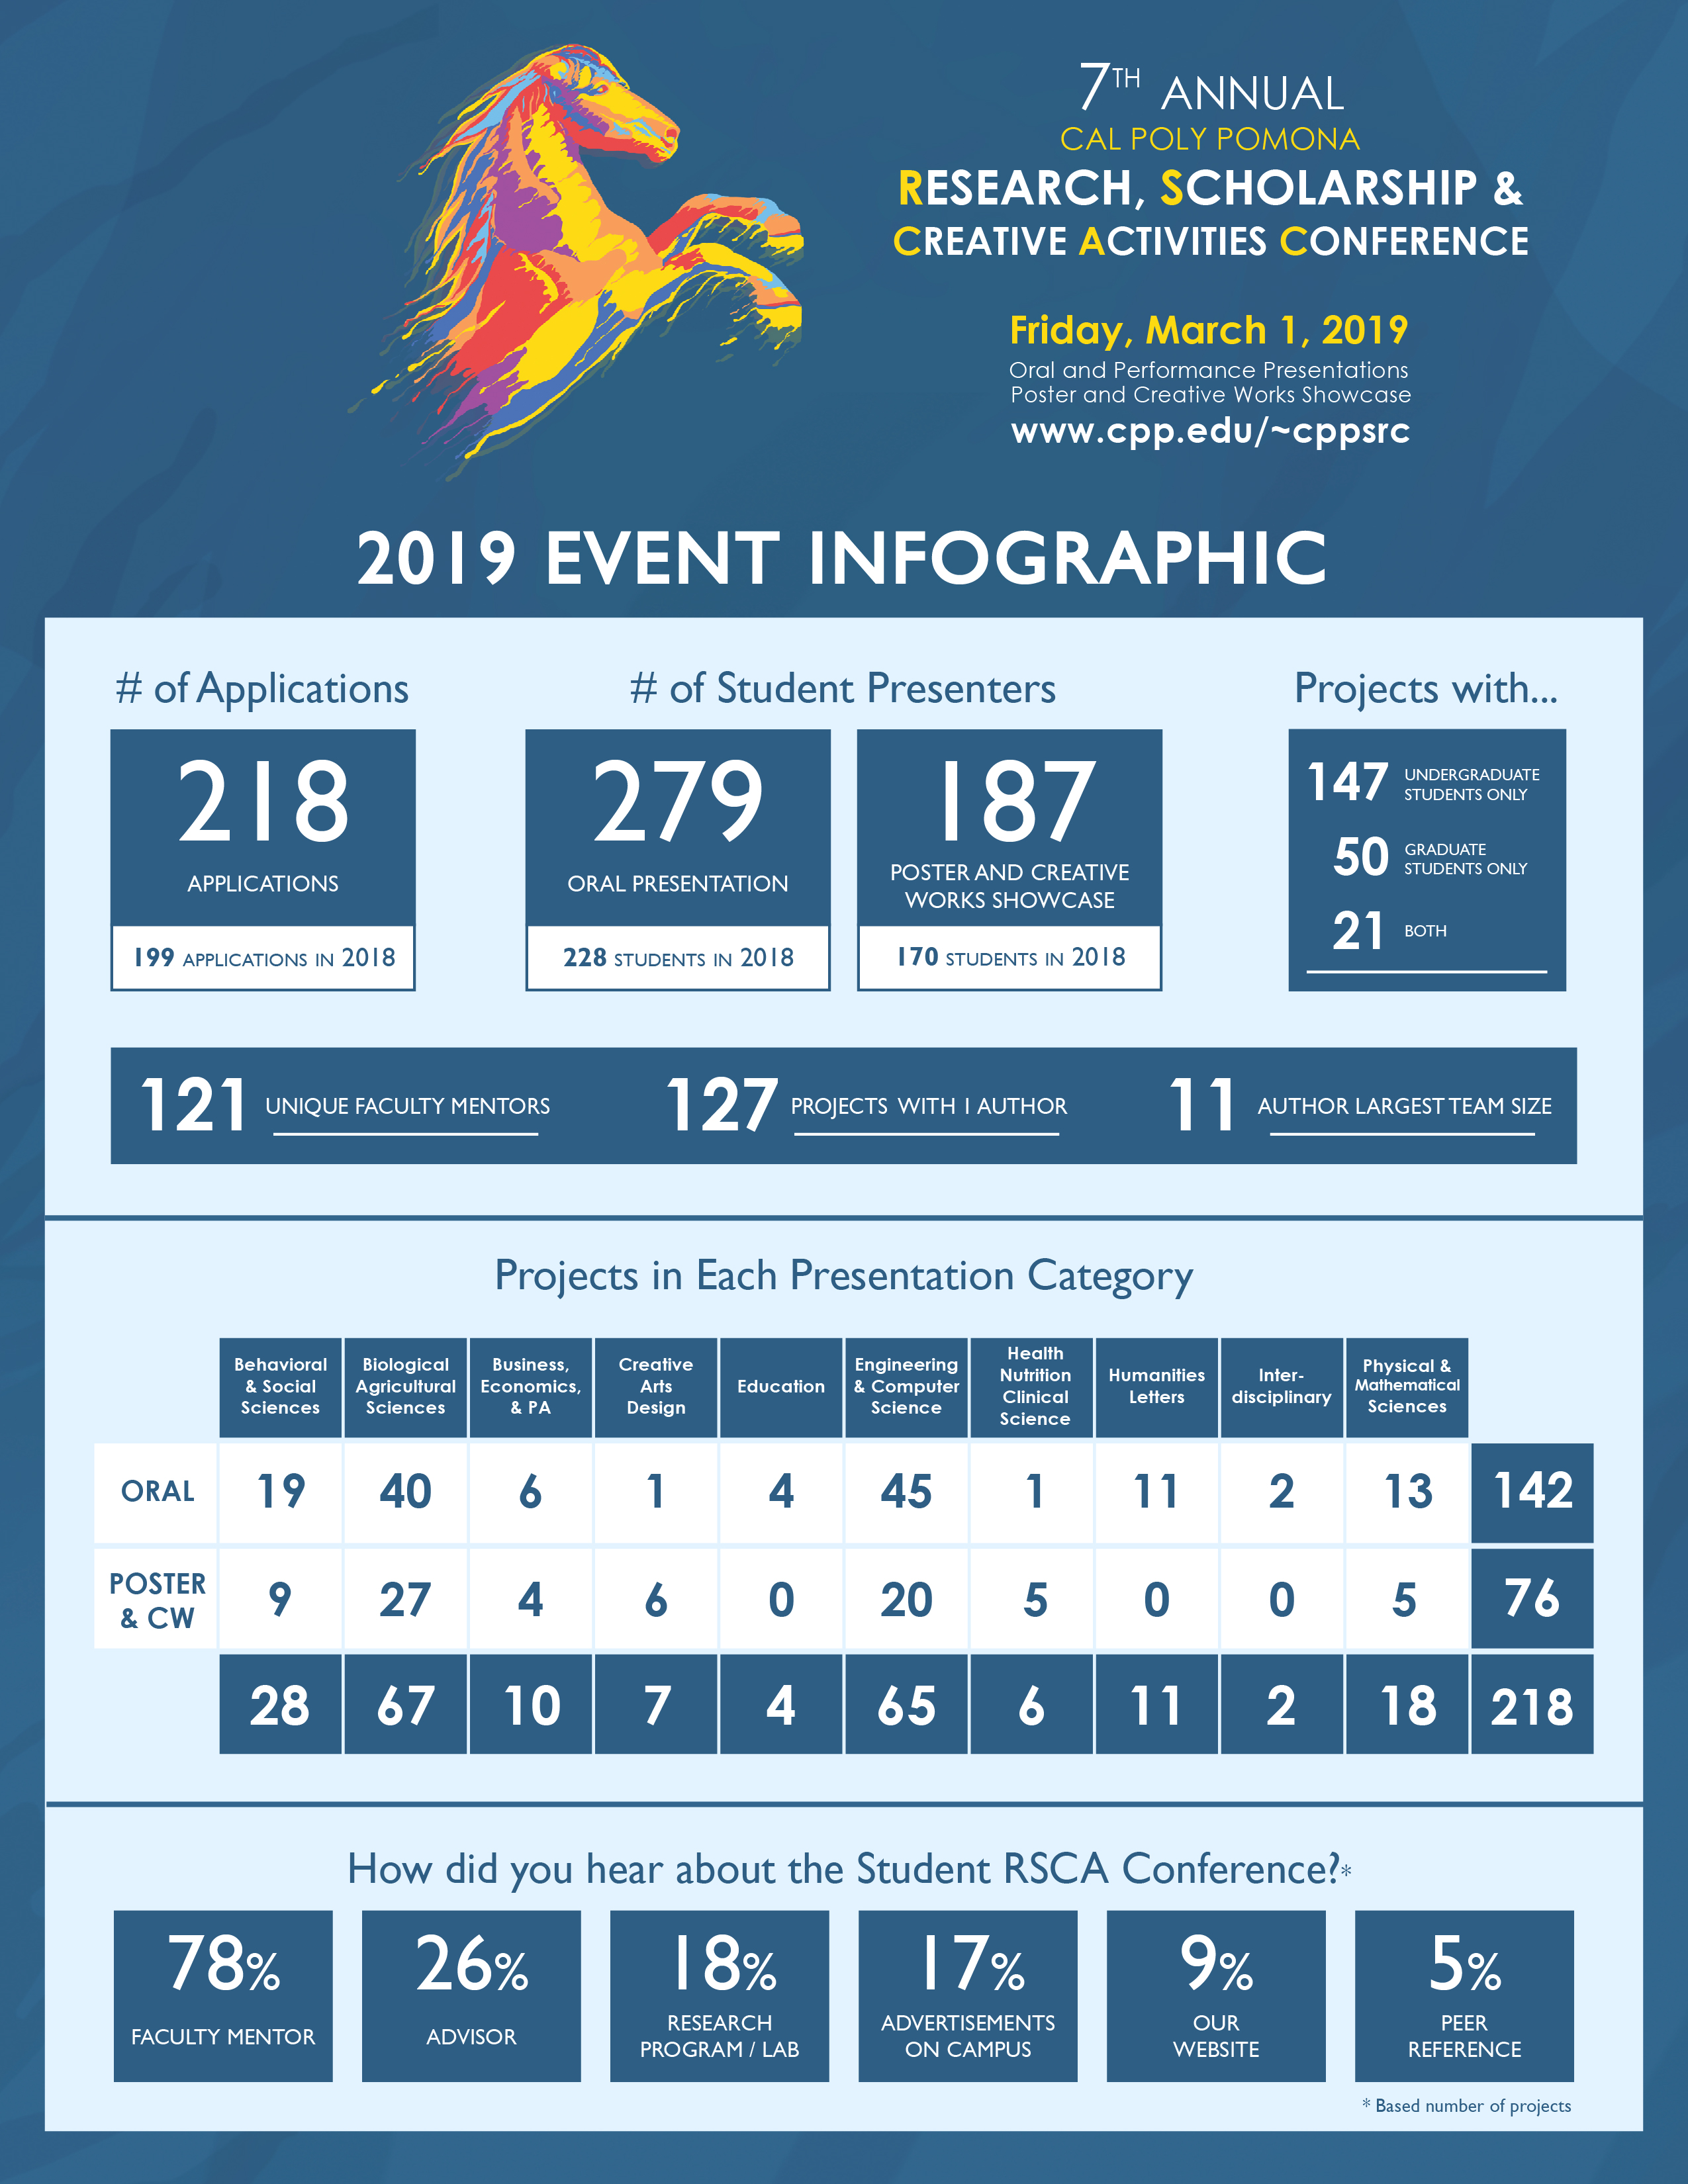 7TH ANNUAL
CAL POLY POMONA
RESEARCH, SCHOLARSHIP &
CREATIVE ACTIVITIES CONFERENCE
Friday, March 1, 2019
Oral and Performance Presentations
Poster and Creative Works Showcase
www.cpp.edu/~cppsrc
2019 EVENT INFOGRAPHIC
# of Applications
218
APPLICATIONS
199 APPLICATIONS IN 2018
# of Student Presenters
279
ORAL PRESENTATION
228 STUDENTS IN 2018
187
POSTER AND CREATIVE
WORKS SHOWCASE
170 STUDENTS IN 2018
Projects with...
147 UNDERGRADUATE
STUDENTS ONLY
50 GRADUATE
STUDENTS ONLY
21 BOTH
121 UNIQUE FACULTY MENTORS
127 PROJECTS WITH 1 AUTHOR
11 AUTHOR LARGEST TEAM SIZE
Projects in Each Presentation Category
Behavioral
& Social
Sciences
Biological
Agricultural
Sciences
Business,
Economics,
& PA
Creative
Arts
Design
Education
Engineering
& Computer
Science
Health
Nutrition
Clinical
Science
Humanities
Letters
Inter-
disciplinary
Physical &
Mathematical
Sciences
ORAL 19 40 6 1 4 45 1 11 2 13 142
POSTER
& CW
9 27 4 6 0 20 5 0 0 5 76
28 67 10 7 4 65 6 11 2 18 218
How did you hear about the Student RSCA Conference?*
78%
FACULTY MENTOR
26%
ADVISOR
18%
RESEARCH
PROGRAM / LAB
17%
ADVERTISEMENTS
ON CAMPUS
9%
OUR
WEBSITE
5%
PEER
REFERENCE
* Based number of projects